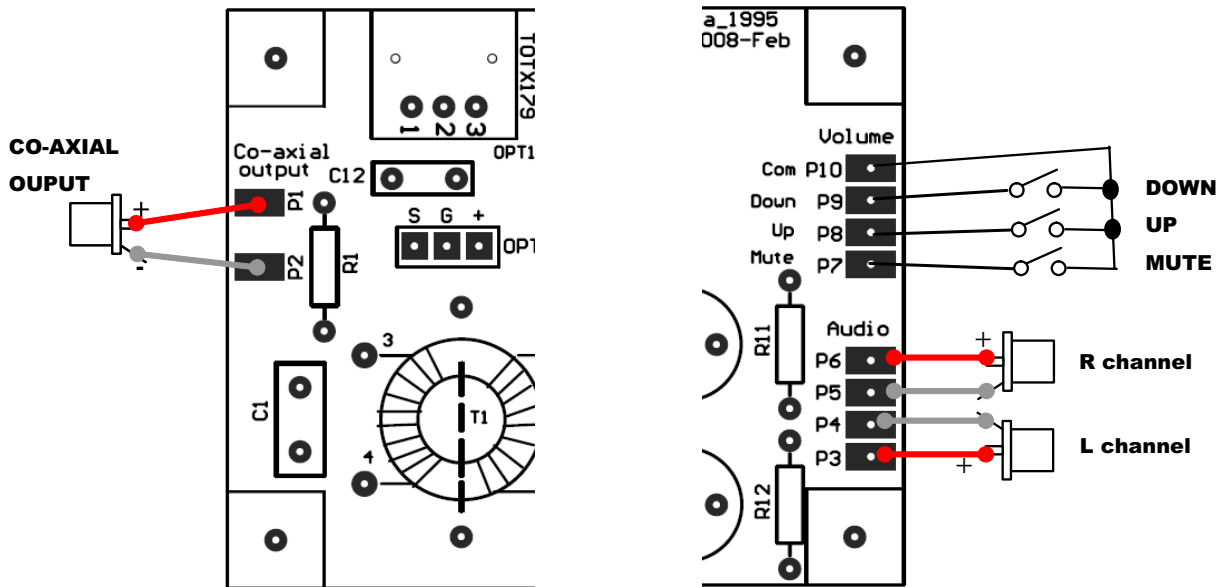 CO-AXIAL
OUPUT
+
-
Co-axial
output
P1
P2
R1
C12
1 2 3
TOTX179
OPT1
S G +
OPT
C1
3
4
T1
a_1995
008-Feb
Volume
Com P10
Down P9
Up P8
Mute P7
DOWN
UP
MUTE
R11
Audio
P6
P5
P4
P3
+
R channel
+
L channel
R12